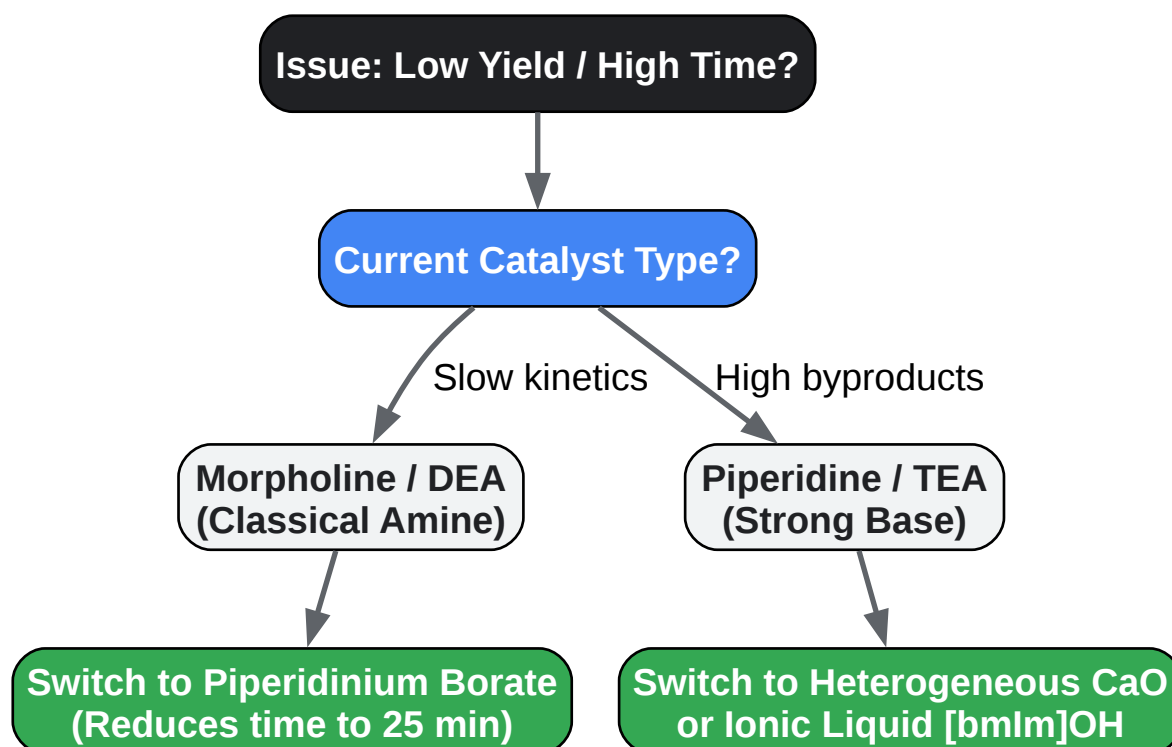 Issue: Low Yield / High Time?
Current Catalyst Type?
Slow kinetics
High byproducts
Morpholine / DEA
(Classical Amine)
Piperidine / TEA
(Strong Base)
Switch to Piperidinium Borate
(Reduces time to 25 min)
Switch to Heterogeneous CaO
or Ionic Liquid [bmIm]OH